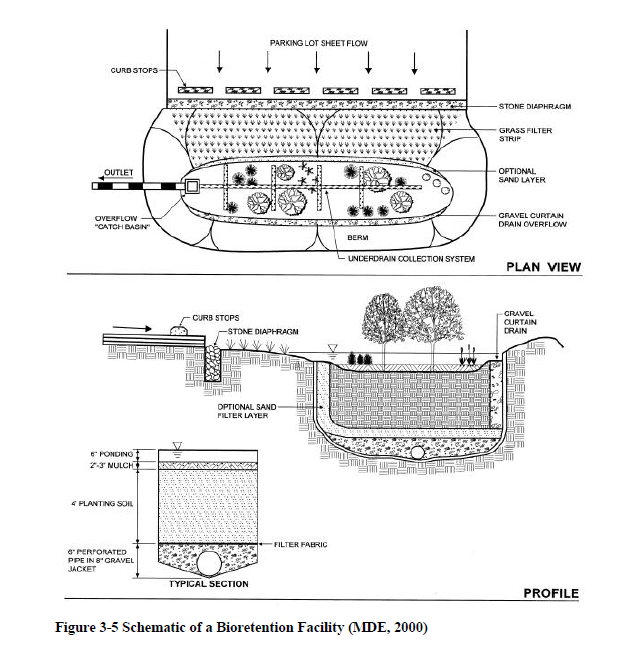 PARKING LOT SHEET FLOW
CURB STOPS
STONE DIAPHRAGM
GRASS FILTER
STRIP
OUTLET
OPTIONAL
SAND LAYER
OVERFLOW
"CATCH BASIN"
GRAVEL CURTAIN
DRAIN OVERFLOW
BERM
UNDERDRAIN COLLECTION SYSTEM
PLAN VIEW
CURB STOPS
STONE DIAPHRAGM
GRAVEL
CURTAIN
DRAIN
OPTIONAL SAND
FILTER LAYER
6" PONDING
2"-3" MULCH
4' PLANTING SOIL
FILTER FABRIC
6" PERFORATED
PIPE IN 8" GRAVEL
JACKET
TYPICAL SECTION
PROFILE
Figure 3-5 Schematic of a Bioretention Facility (MDE, 2000)